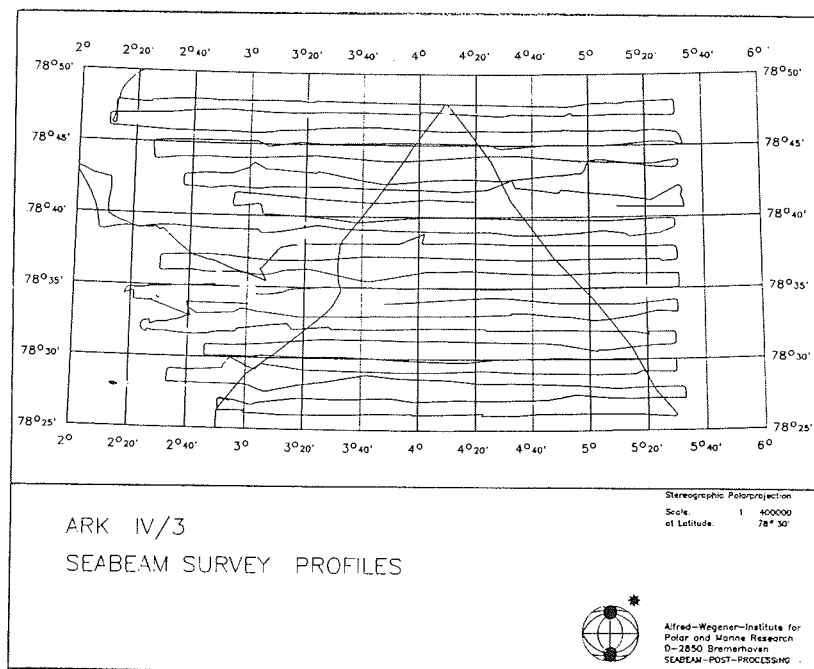 2° 2°20' 2°40' 3° 3°20' 3°40' 4° 4°20' 4°40' 5° 5°20' 5°40' 6°
78°50' 78°50'
78°45' 78°45'
78°40' 78°40'
78°35' 78°35'
78°30' 78°30'
78°25' 78°25'
2° 2°20' 2°40' 3° 3°20' 3°40' 4° 4°20' 4°40' 5° 5°20' 5°40' 6°
Stereographic Polarprojection
Scale. 1 400000
at Latitude. 78° 30'
ARK IV/3
SEABEAM SURVEY PROFILES
Alfred-Wegener-Institute for
Polar and Marine Research
D-2850 Bremerhaven
SEABEAM-POST-PROCESSING